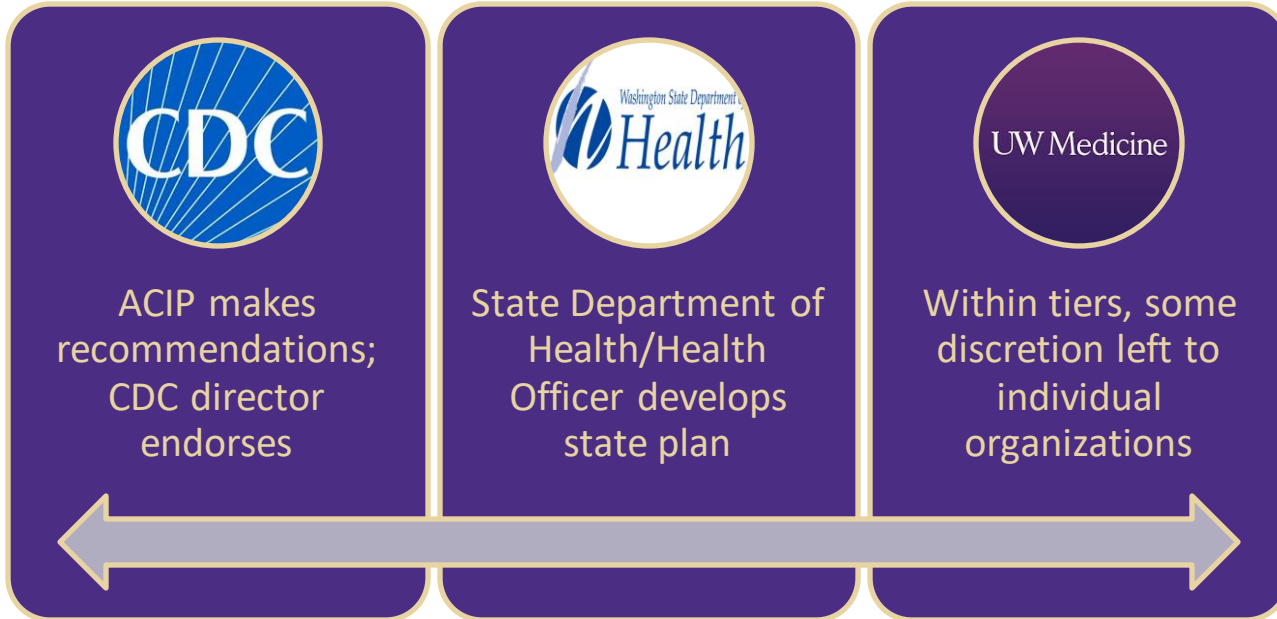 CDC
ACIP makes
recommendations;
CDC director
endorses
Washington State Department of
Health
State Department of
Health/Health
Officer develops
state plan
UW Medicine
Within tiers, some
discretion left to
individual
organizations